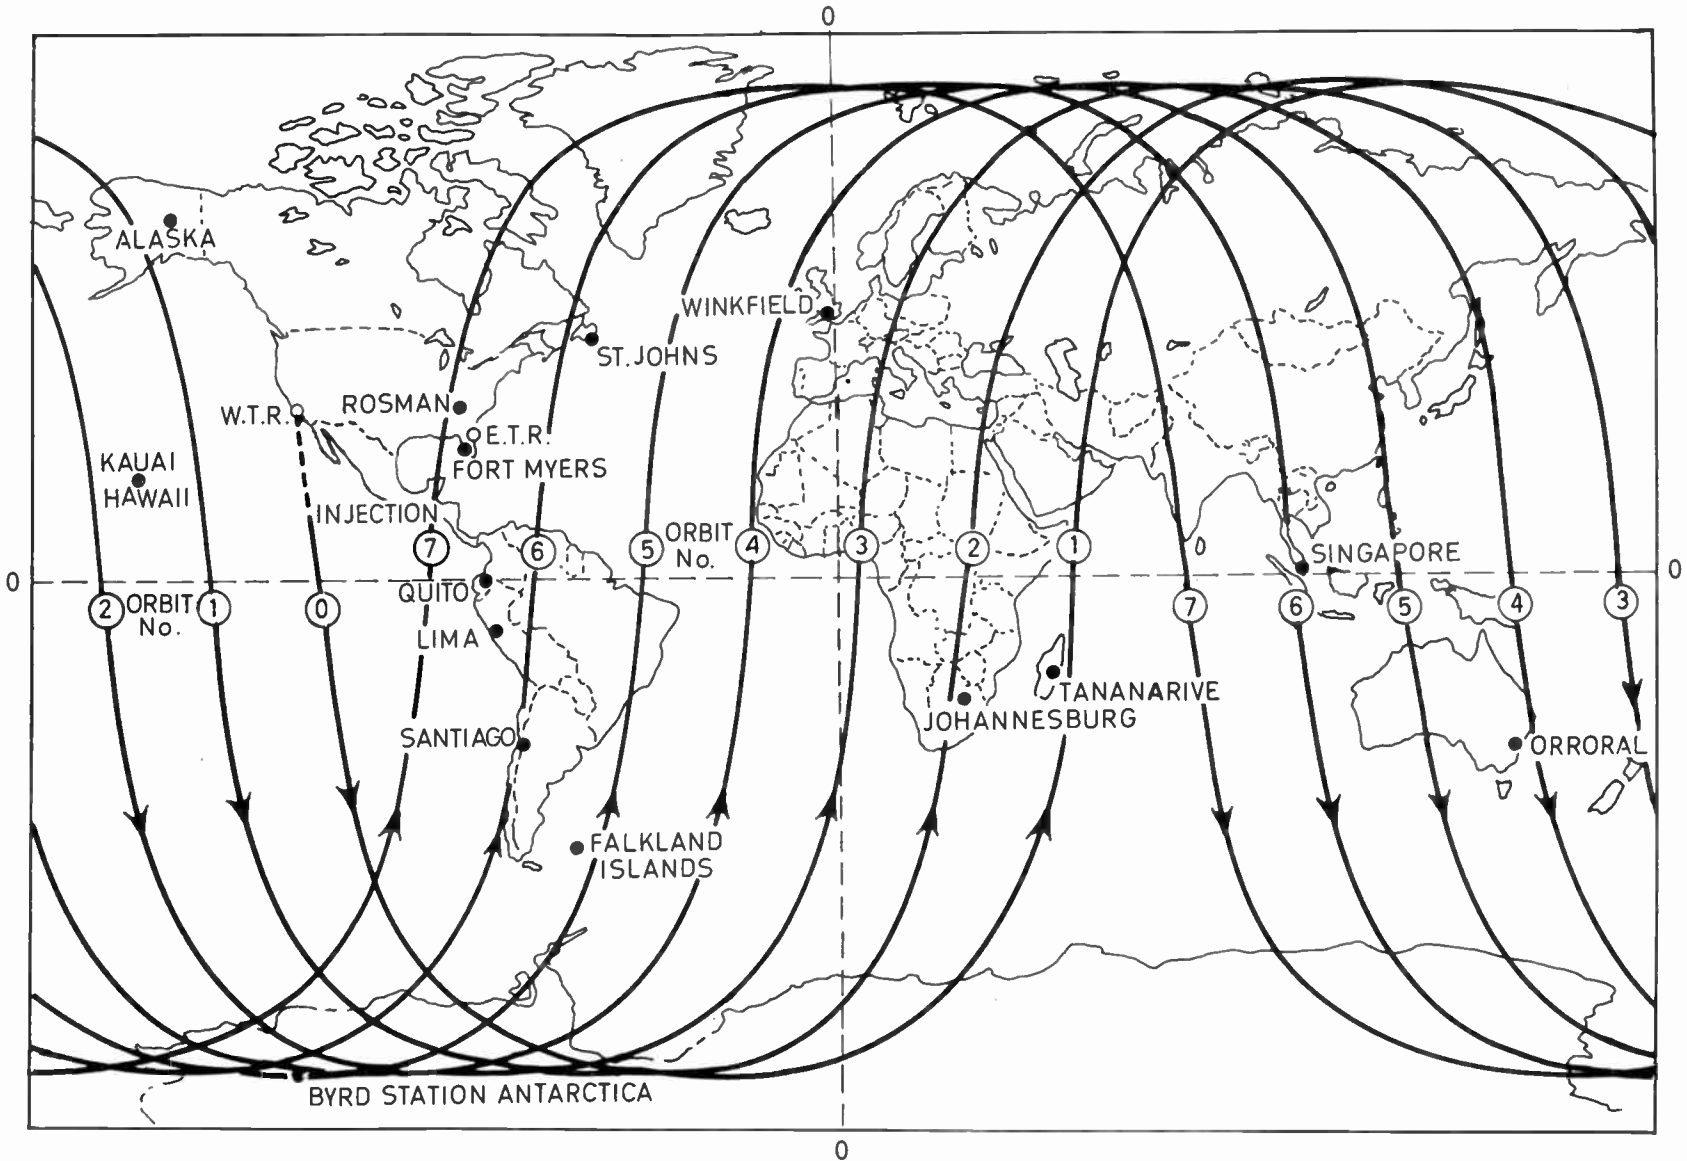 0
ALASKA
WINKFIELD
ST. JOHNS
W.T.R.
ROSMAN
E.T.R.
FORT MYERS
KAUAI
HAWAII
INJECTION
7
6
5
ORBIT
No.
4
3
2
1
SINGAPORE
0
0
2
ORBIT
No.
1
0
QUITO
LIMA
7
6
5
4
3
TANANARIVE
JOHANNESBURG
SANTIAGO
ORRORAL
FALKLAND
ISLANDS
BYRD STATION ANTARCTICA
0